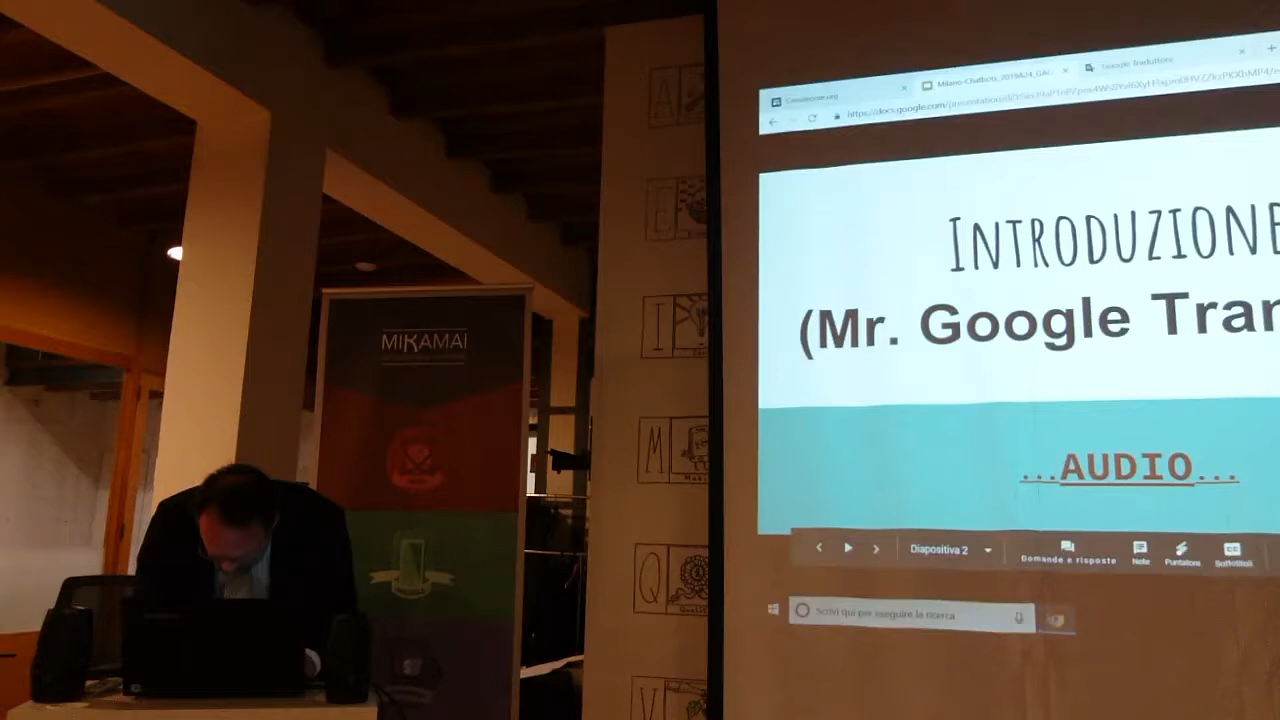 MIKAMAI
A
E
I
M
Q
V
Milano-Chatbots_2019A24_GA
Google Traduttore
https://docs.google.com/presentation/d/
INTRODUZIONE
(Mr. Google Tran
...AUDIO...
Diapositiva 2
Domande e risposte
Note
Puntatore
Sottotitoli
Scrivi qui per eseguire la ricerca